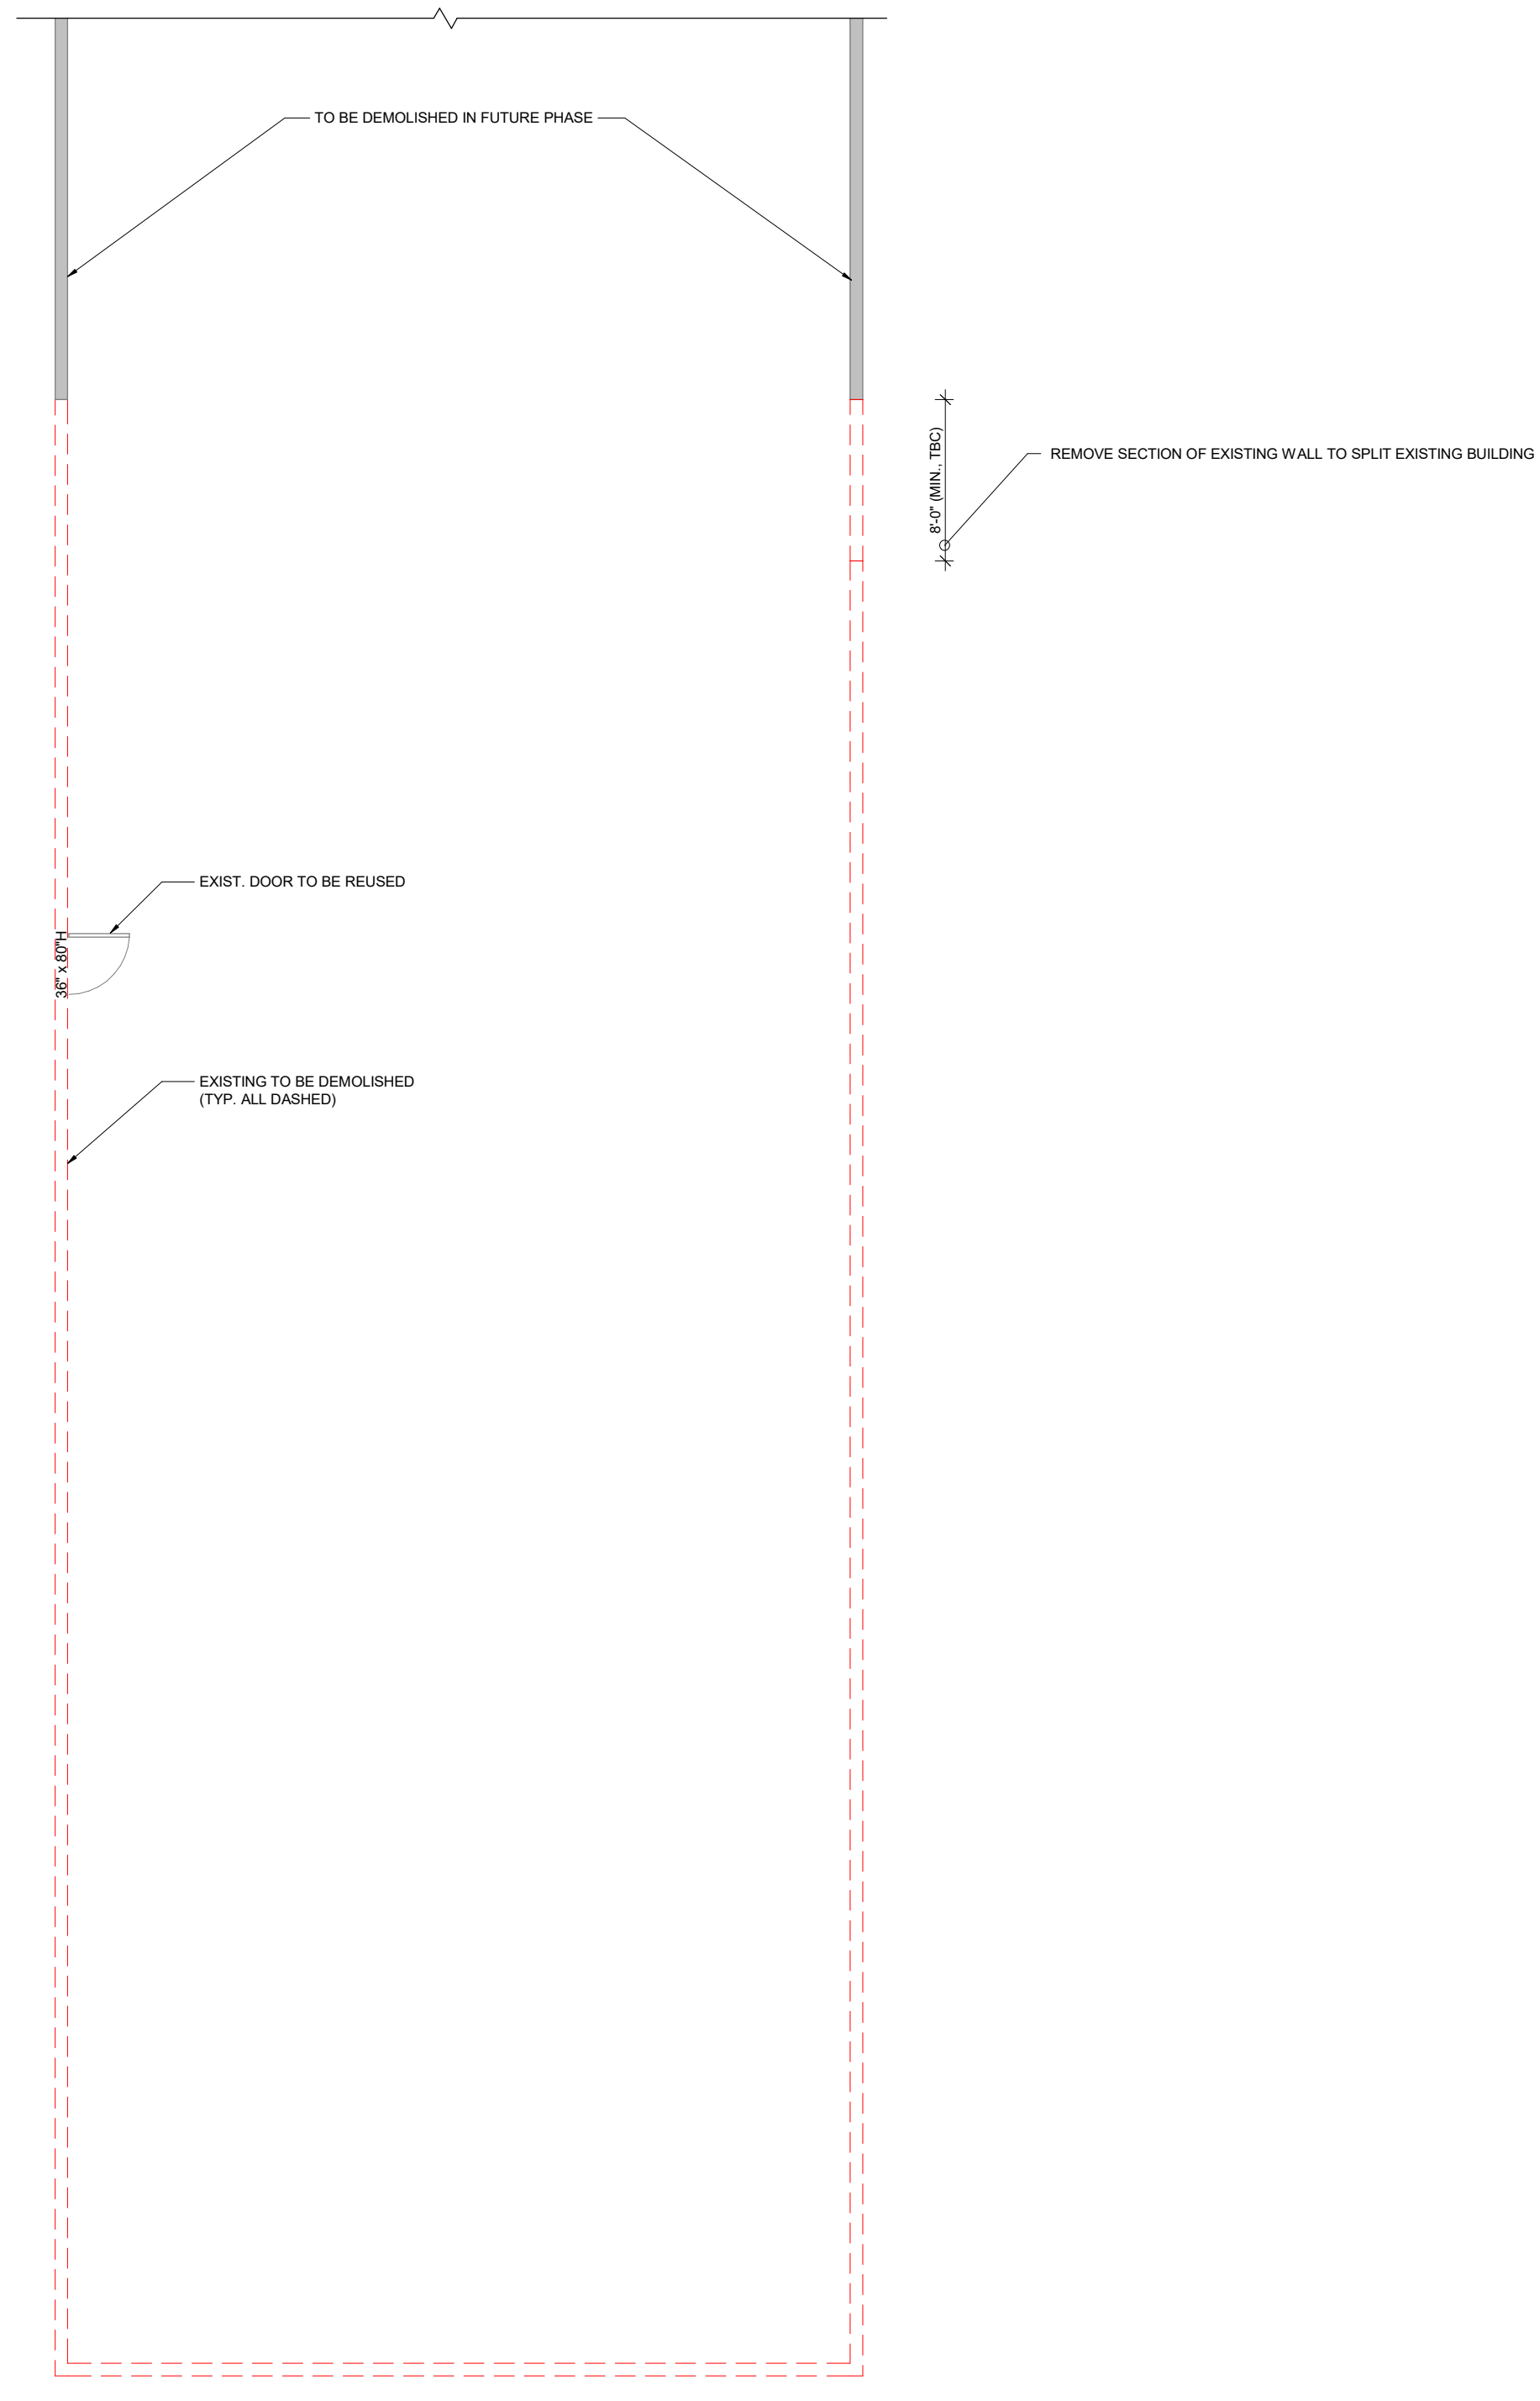 TO BE DEMOLISHED IN FUTURE PHASE
8'-0" (MIN., TBC)
REMOVE SECTION OF EXISTING WALL TO SPLIT EXISTING BUILDING
EXIST. DOOR TO BE REUSED
36" x 80"H
EXISTING TO BE DEMOLISHED
(TYP. ALL DASHED)